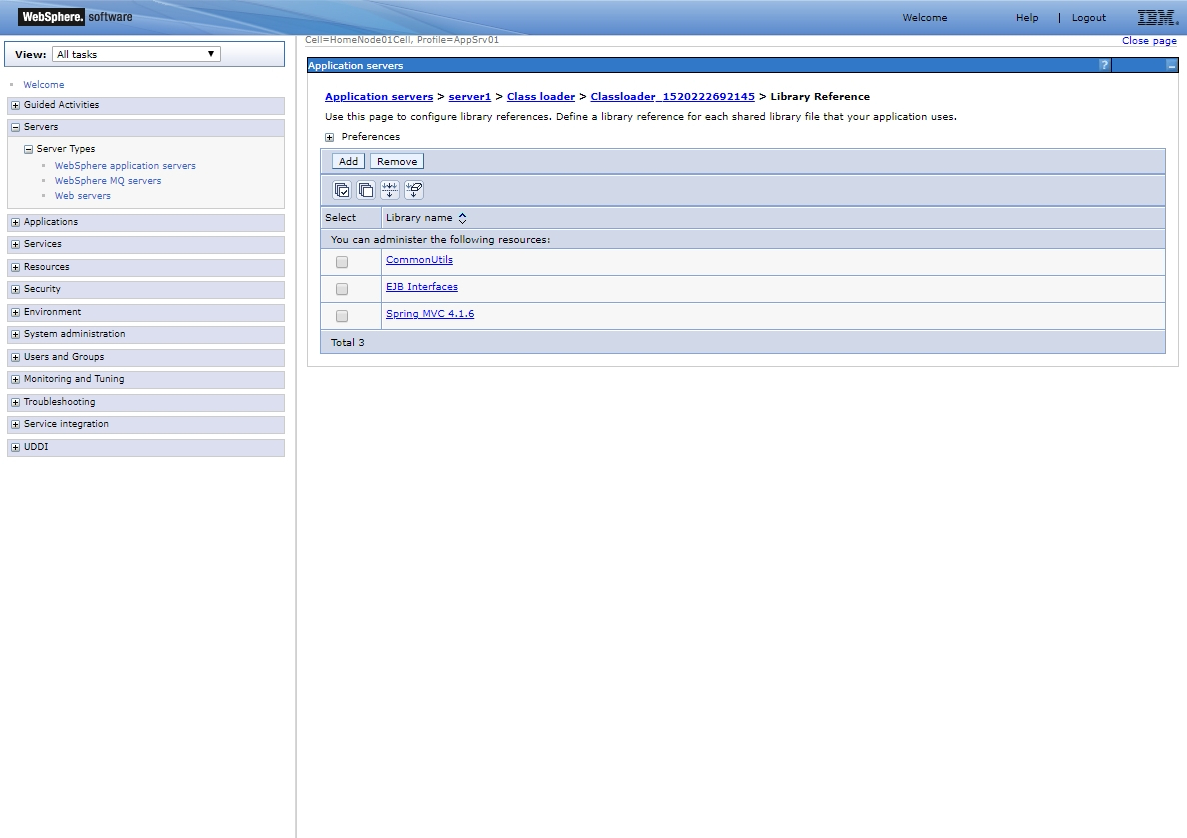 WebSphere. software
Welcome Help | Logout IBM.
View: All tasks
Cell=HomeNode01Cell, Profile=AppSrv01
Close page
Welcome
Guided Activities
Servers
Server Types
WebSphere application servers
WebSphere MQ servers
Web servers
Applications
Services
Resources
Security
Environment
System administration
Users and Groups
Monitoring and Tuning
Troubleshooting
Service integration
UDDI
Application servers ?
Application servers > server1 > Class loader > Classloader_1520222692145 > Library Reference
Use this page to configure library references. Define a library reference for each shared library file that your application uses.
Preferences
Add Remove
Select Library name
You can administer the following resources:
CommonUtils
EJB Interfaces
Spring MVC 4.1.6
Total 3